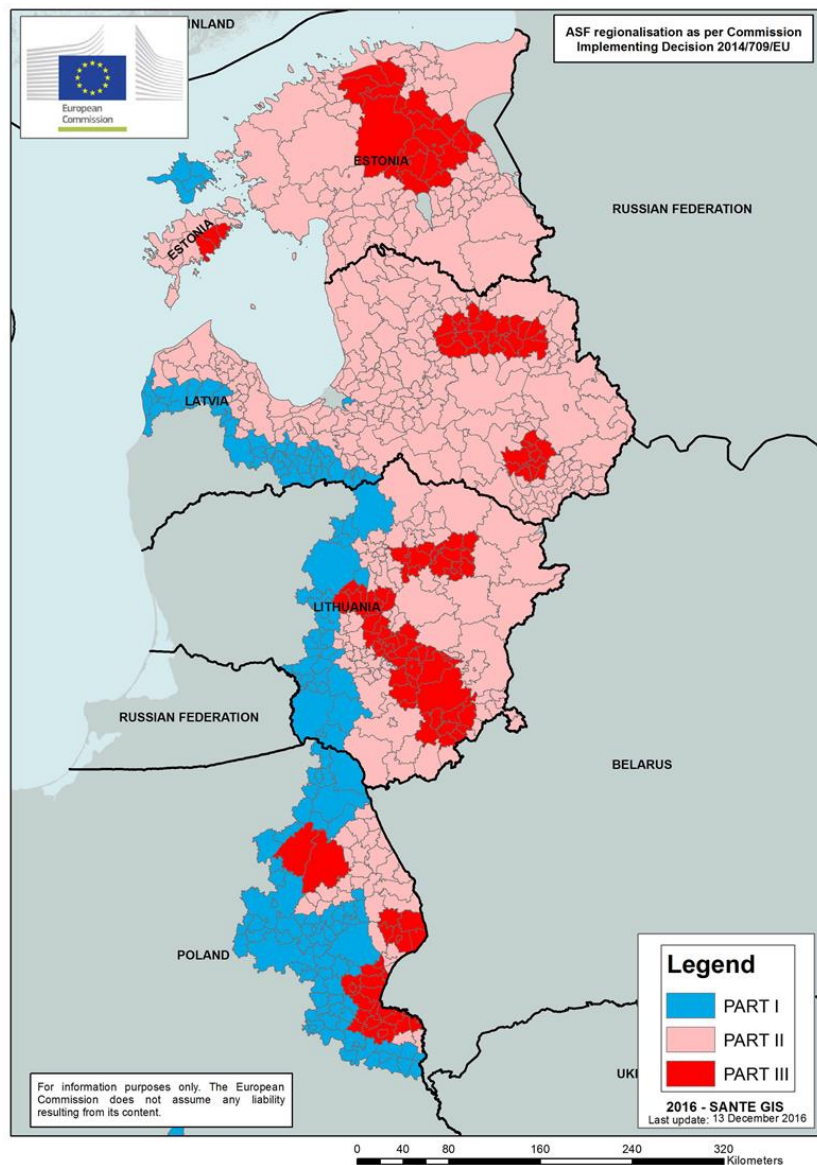 INLAND
ASF regionalisation as per Commission
Implementing Decision 2014/709/EU
European
Commission
ESTONIA
RUSSIAN FEDERATION
ESTONIA
LATVIA
LITHUANIA
RUSSIAN FEDERATION
BELARUS
POLAND
Legend
PART I
PART II
PART III
UKI
For information purposes only. The European
Commission does not assume any liability
resulting from its content.
2016 - SANTE GIS
Last update: 13 December 2016
0 40 80 160 240 320
Kilometers